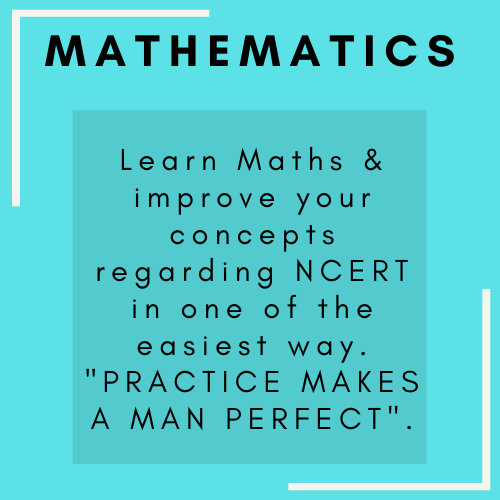 MATHEMATICS
Learn Maths &
improve your
concepts
regarding NCERT
in one of the
easiest way.
"PRACTICE MAKES
A MAN PERFECT".